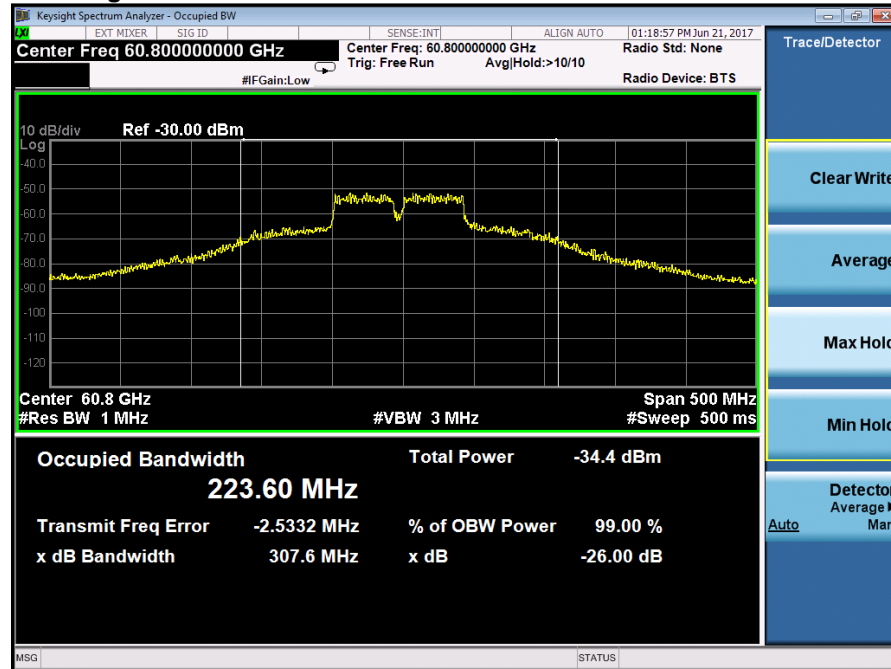 Keysight Spectrum Analyzer - Occupied BW
LXI EXT MIXER SIG ID SENSE:INT ALIGN AUTO 01:18:57 PM Jun 21, 2017
Center Freq 60.800000000 GHz
Center Freq: 60.800000000 GHz
Radio Std: None
Trig: Free Run Avg|Hold:>10/10
#IFGain:Low
Radio Device: BTS
Trace/Detector
10 dB/div Ref -30.00 dBm
Log
-40.0
-50.0
-60.0
-70.0
-80.0
-90.0
-100
-110
-120
Center 60.8 GHz Span 500 MHz
#Res BW 1 MHz #VBW 3 MHz #Sweep 500 ms
Occupied Bandwidth
223.60 MHz
Total Power -34.4 dBm
Transmit Freq Error -2.5332 MHz % of OBW Power 99.00 %
x dB Bandwidth 307.6 MHz x dB -26.00 dB
Clear Write
Average
Max Hold
Min Hold
Detector
Average
Auto Man
MSG STATUS